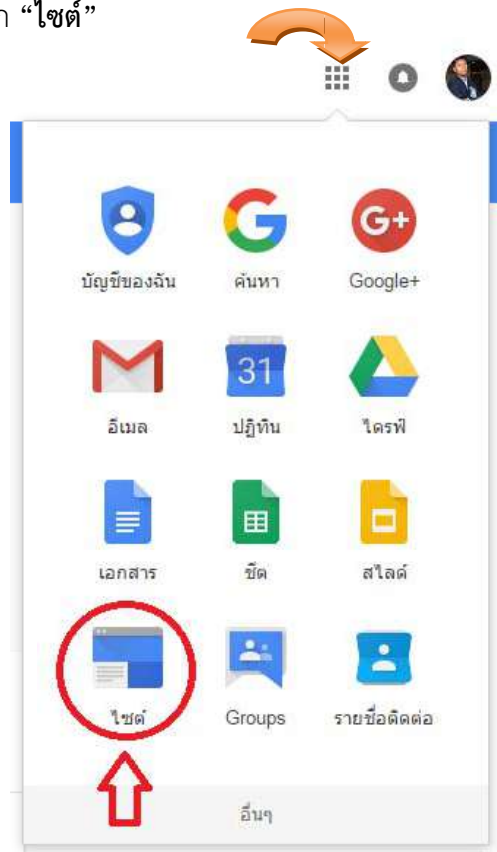 “ไซต์”
บัญชีของฉัน ค้นหา Google+
G+
31
อีเมล ปฏิทิน ไดรฟ์
เอกสาร ชีต สไลด์
ไซต์ Groups รายชื่อติดต่อ
อื่นๆ